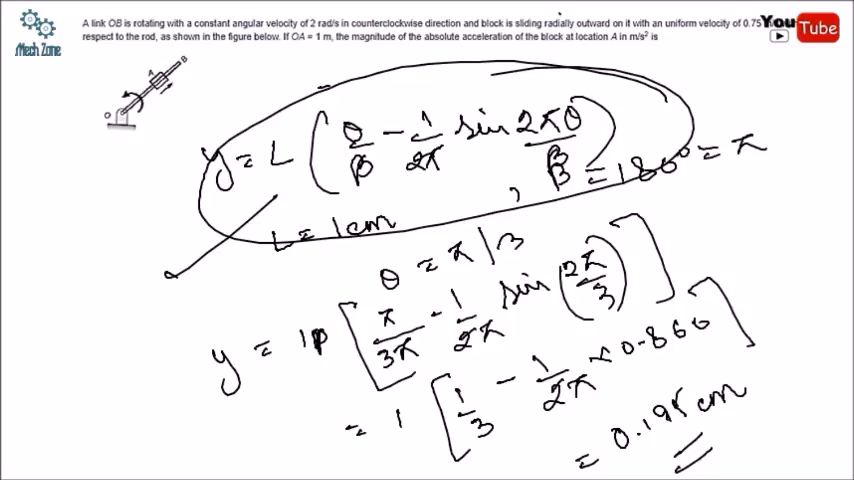 A link OB is rotating with a constant angular velocity of 2 rad/s in counterclockwise direction and block is sliding radially outward on it with an uniform velocity of 0.75
respect to the rod, as shown in the figure below. If OA = 1 m, the magnitude of the absolute acceleration of the block at location A in m/s² is
You Tube
Mech Zone
B
A
O
y = L ( θ/β - 1/2π sin 2πθ/β )
, β = 180° = π
L = 1cm
θ = π/3
y = 1 [ π/3π - 1/2π sin (2π/3) ]
= 1 [ 1/3 - 1/2π × 0.866 ]
= 0.195 cm